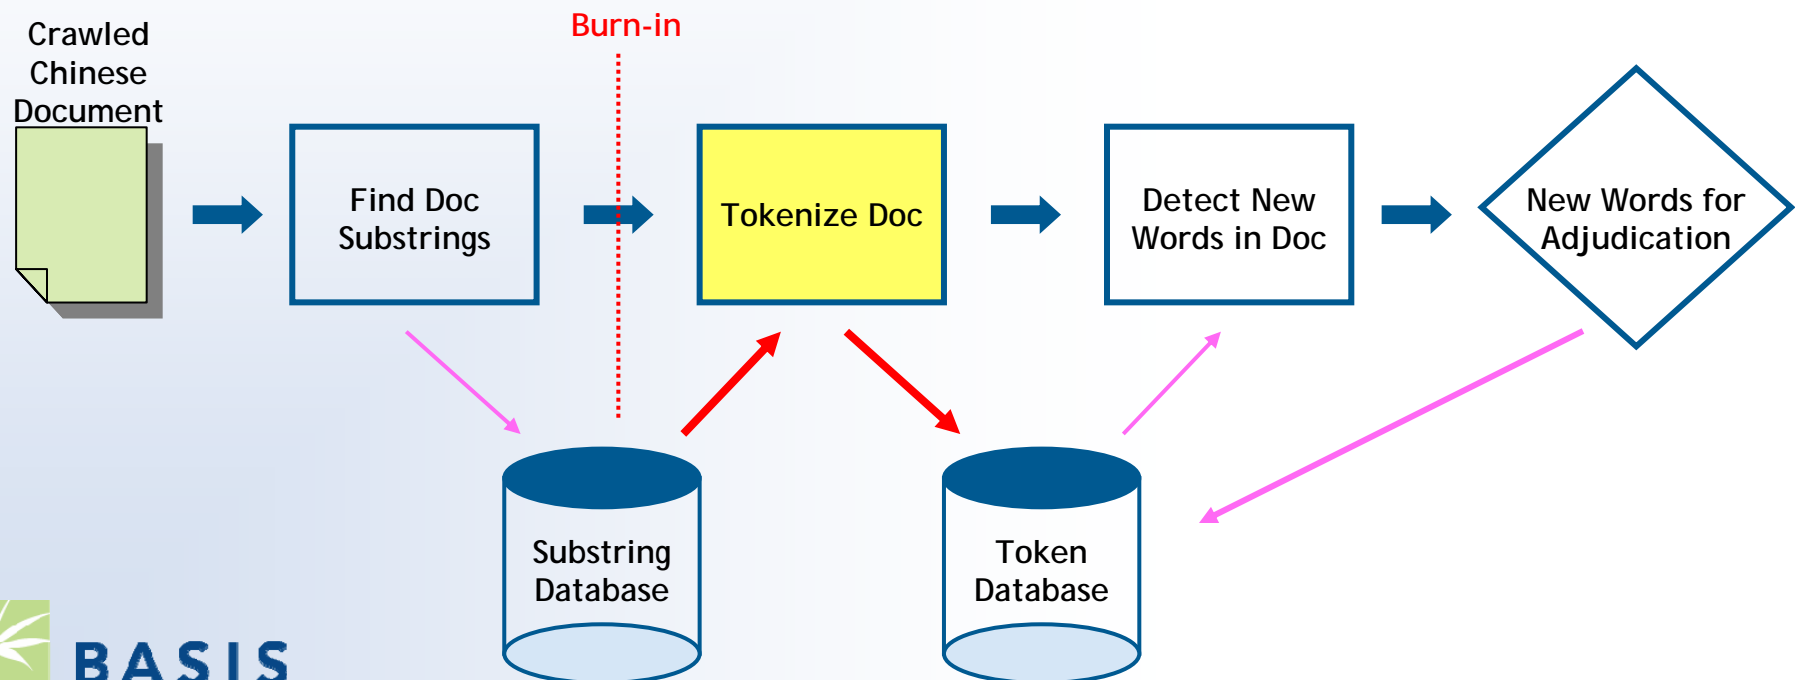 Crawled
Chinese
Document
Burn-in
Find Doc
Substrings
Tokenize Doc
Detect New
Words in Doc
New Words for
Adjudication
Substring
Database
Token
Database
BASIS